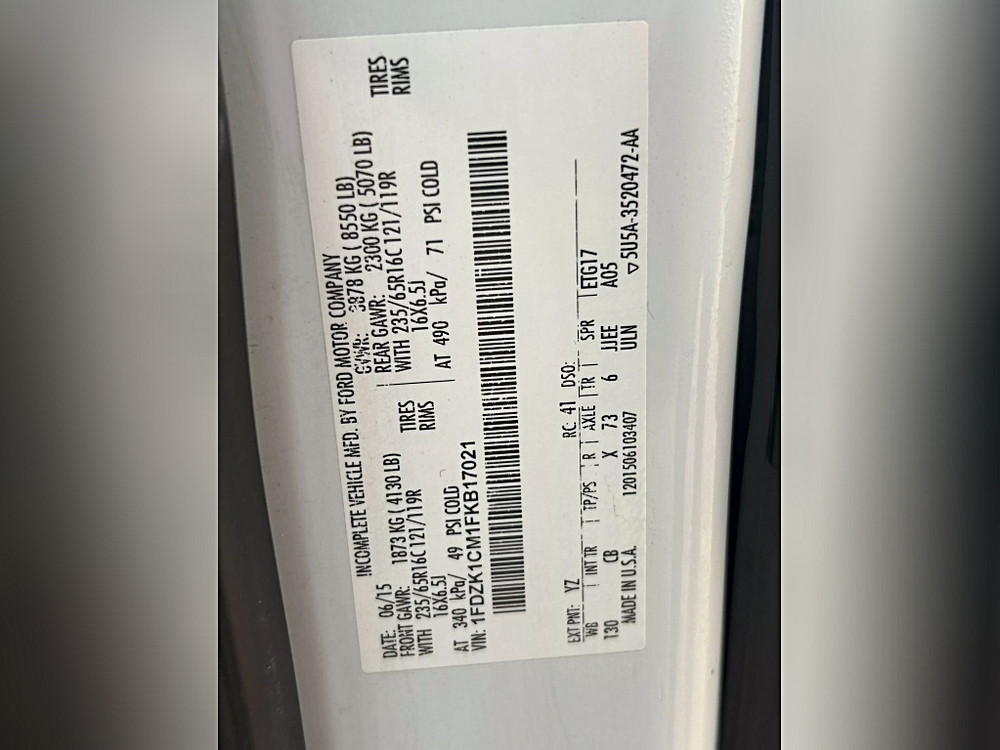 INCOMPLETE VEHICLE MFD. BY FORD MOTOR COMPANY
DATE: 06/15 GVWR: 3878 KG ( 8550 LB)
FRONT GAWR: 1873 KG ( 4130 LB) REAR GAWR: 2300 KG ( 5070 LB)
WITH 235/65R16C 121/119R TIRES WITH 235/65R16C 121/119R TIRES
16X6.5J RIMS 16X6.5J RIMS
AT 340 kPa/ 49 PSI COLD AT 490 kPa/ 71 PSI COLD
VIN: 1FDZK1CM1FKB17021
EXT PNT: YZ RC: 41 DSO:
WB INT TR TP/PS R AXLE TR SPR ETG17
130 CB X 73 6 JJEE A05
MADE IN U.S.A. 1201506103407 ULN ▽ 5U5A-3520472-AA